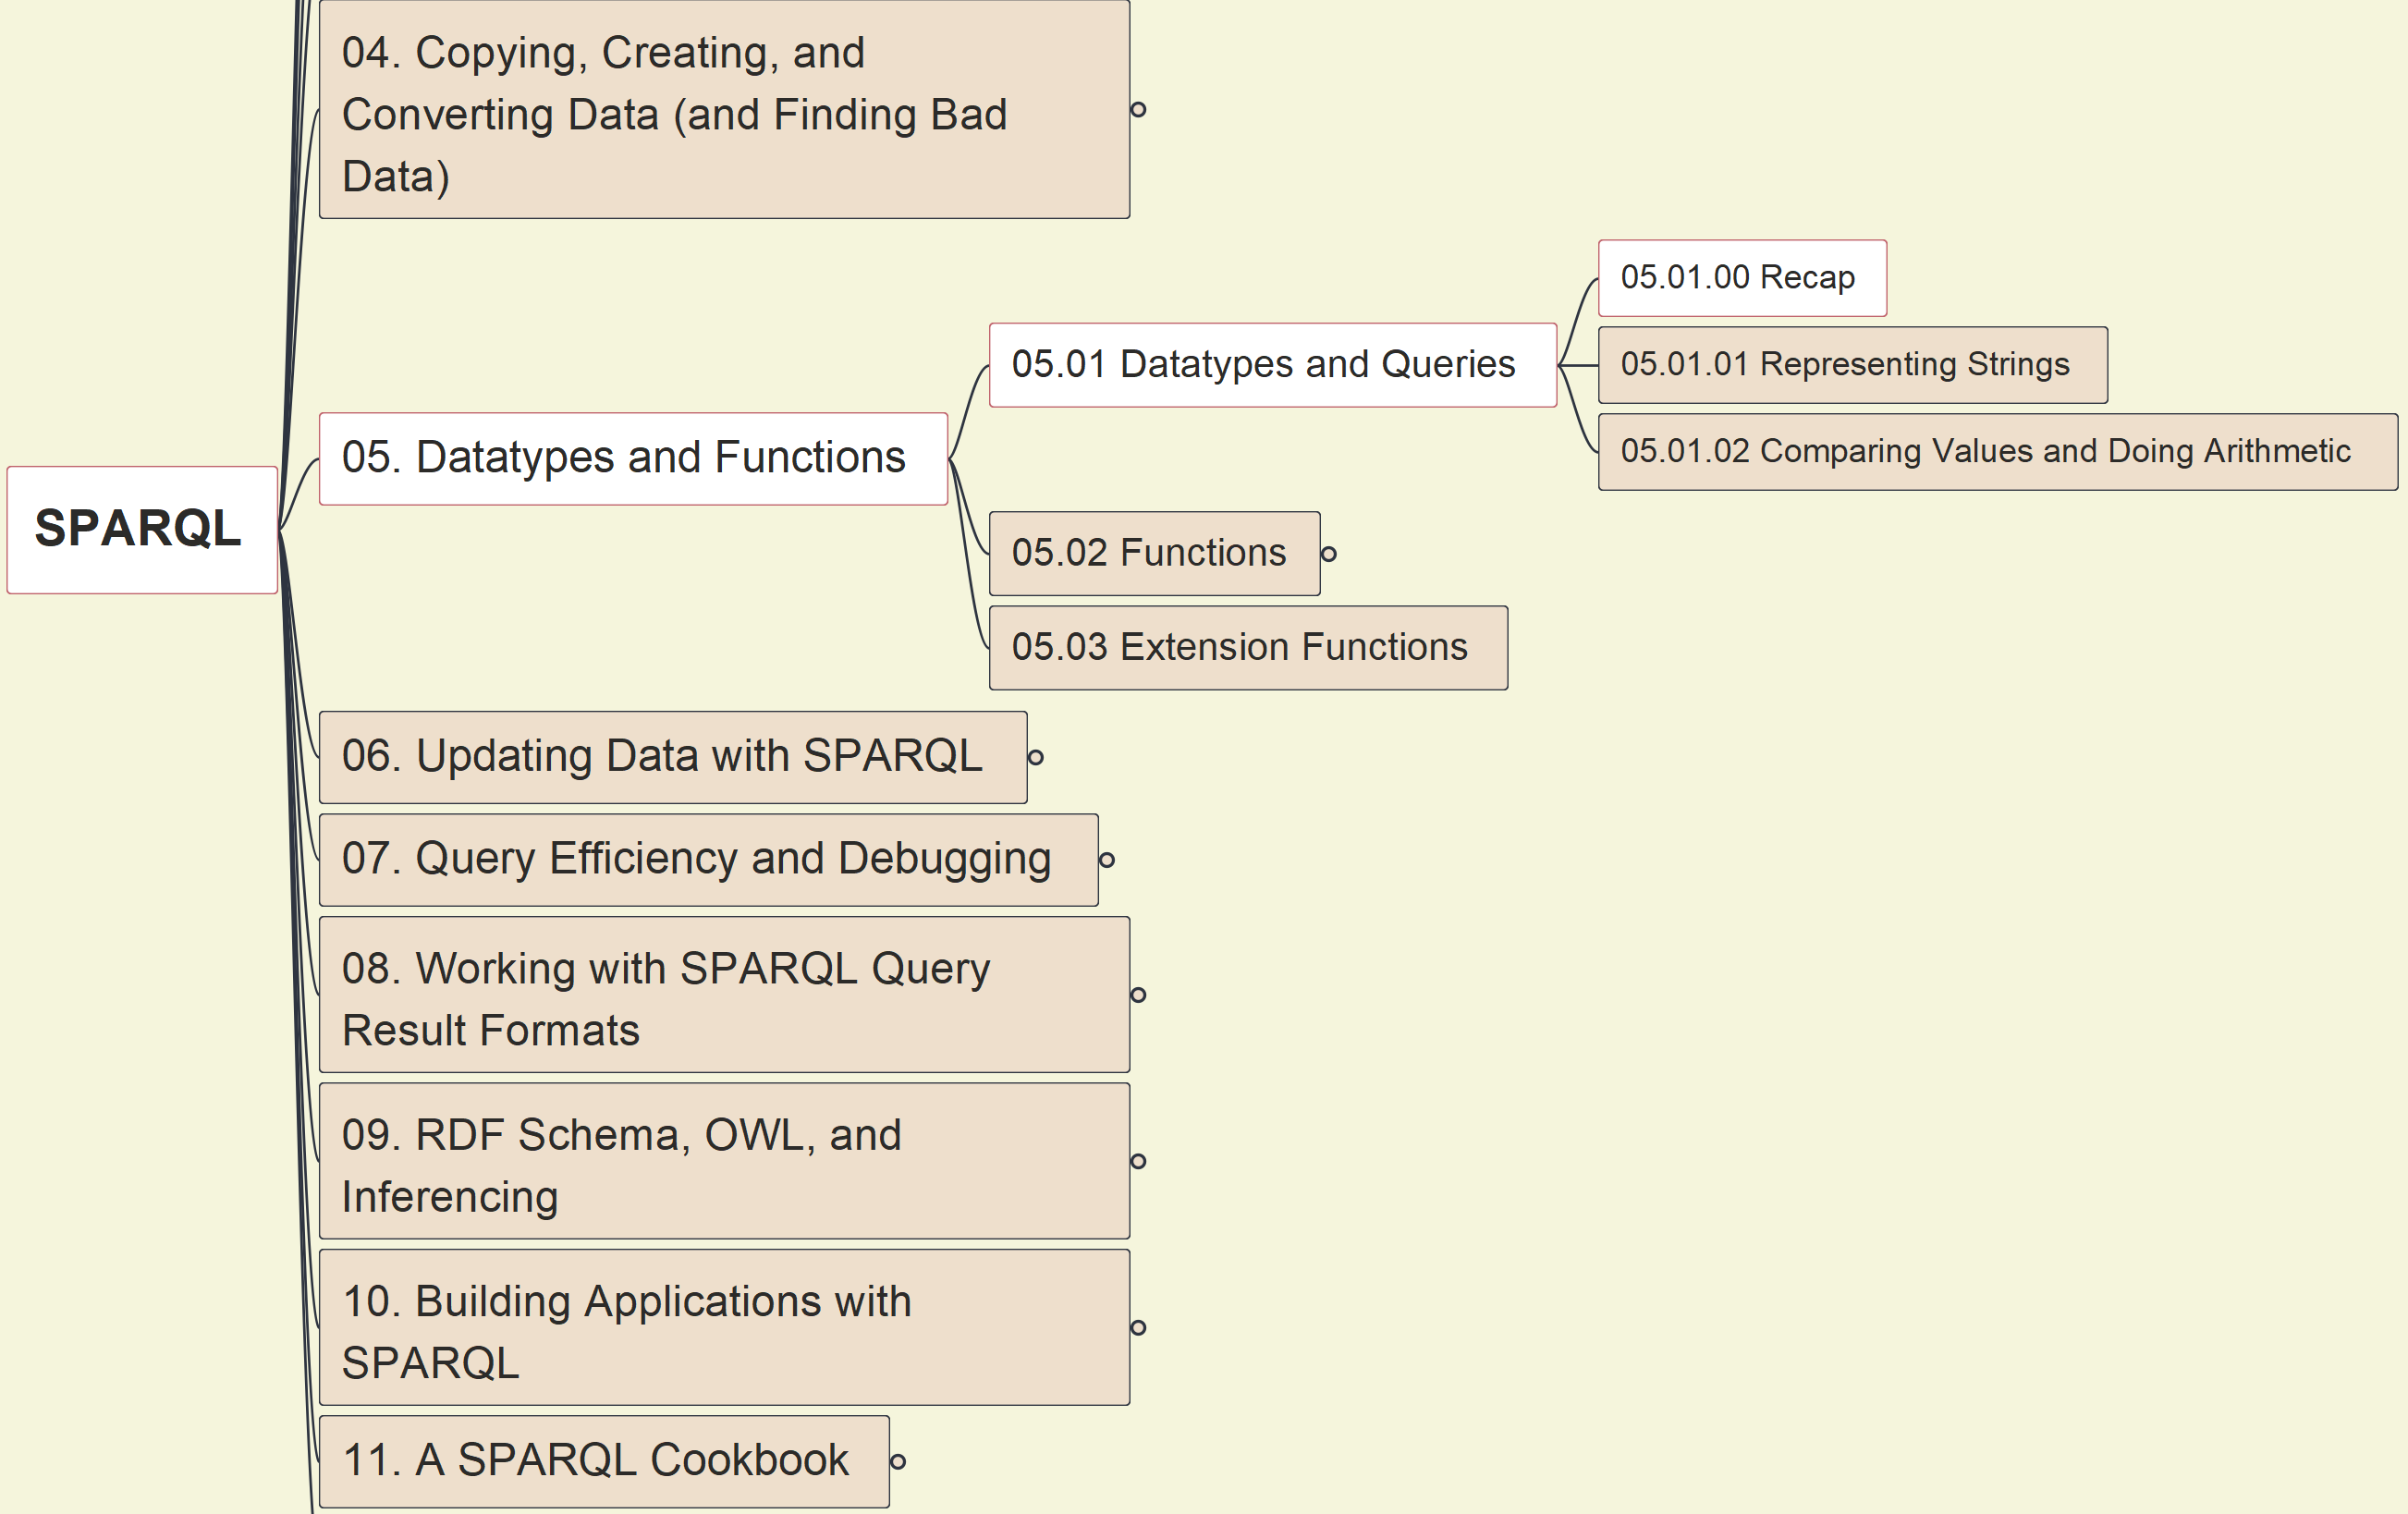 SPARQL
04. Copying, Creating, and
Converting Data (and Finding Bad
Data)
05. Datatypes and Functions
05.01 Datatypes and Queries
05.01.00 Recap
05.01.01 Representing Strings
05.01.02 Comparing Values and Doing Arithmetic
05.02 Functions
05.03 Extension Functions
06. Updating Data with SPARQL
07. Query Efficiency and Debugging
08. Working with SPARQL Query
Result Formats
09. RDF Schema, OWL, and
Inferencing
10. Building Applications with
SPARQL
11. A SPARQL Cookbook